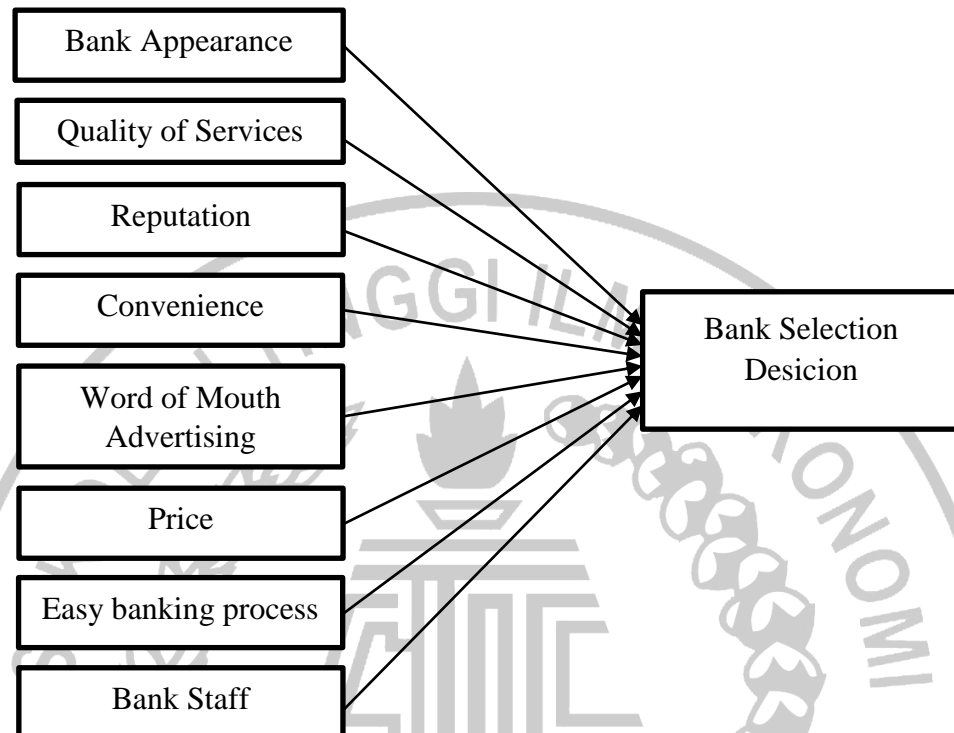 Bank Appearance
Quality of Services
Reputation
Convenience
Word of Mouth
Advertising
Price
Easy banking process
Bank Staff
Bank Selection
Desicion